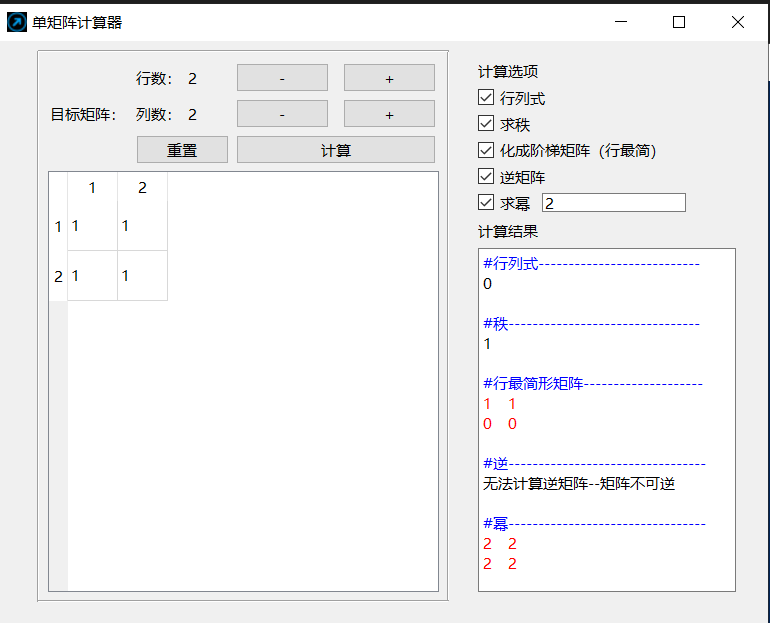 单矩阵计算器
行数: 2 - +
目标矩阵: 列数: 2 - +
重置 计算
1 2
1 1 1
2 1 1
计算选项
行列式
求秩
化成阶梯矩阵（行最简）
逆矩阵
求幂 2
计算结果
#行列式---------------------------
0
#秩--------------------------------
1
#行最简形矩阵--------------------
1 1
0 0
#逆---------------------------------
无法计算逆矩阵--矩阵不可逆
#幂---------------------------------
2 2
2 2